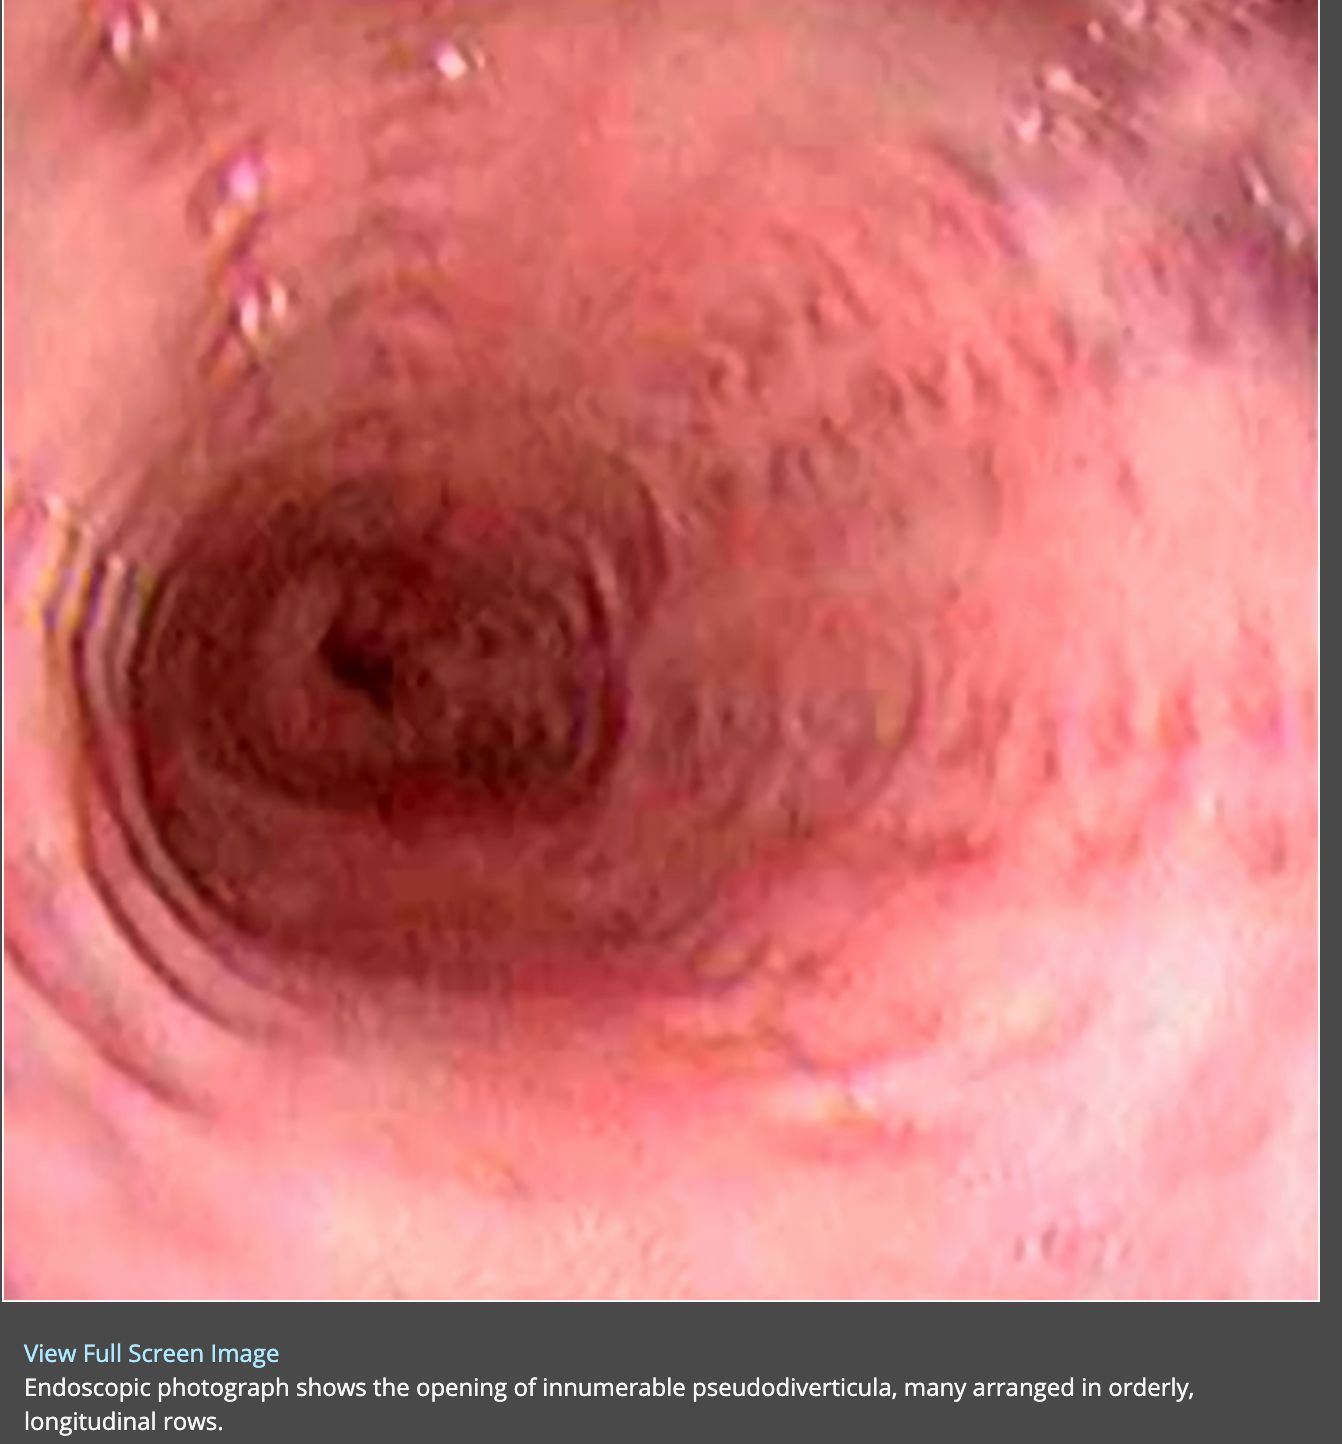 View Full Screen Image
Endoscopic photograph shows the opening of innumerable pseudodiverticula, many arranged in orderly,
longitudinal rows.